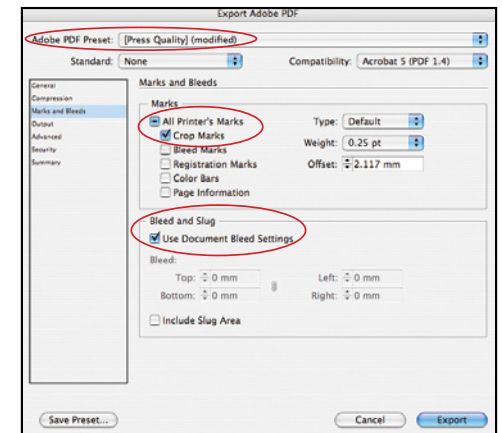 Export Adobe PDF
Adobe PDF Preset: [Press Quality] (modified)
Standard: None Compatibility: Acrobat 5 (PDF 1.4)
General
Compression
Marks and Bleeds
Output
Advanced
Security
Summary
Marks and Bleeds
Marks
All Printer's Marks
Crop Marks
Bleed Marks
Registration Marks
Color Bars
Page Information
Type: Default
Weight: 0.25 pt
Offset: 2.117 mm
Bleed and Slug
Use Document Bleed Settings
Bleed:
Top: 0 mm Left: 0 mm
Bottom: 0 mm Right: 0 mm
Include Slug Area
Save Preset... Cancel Export